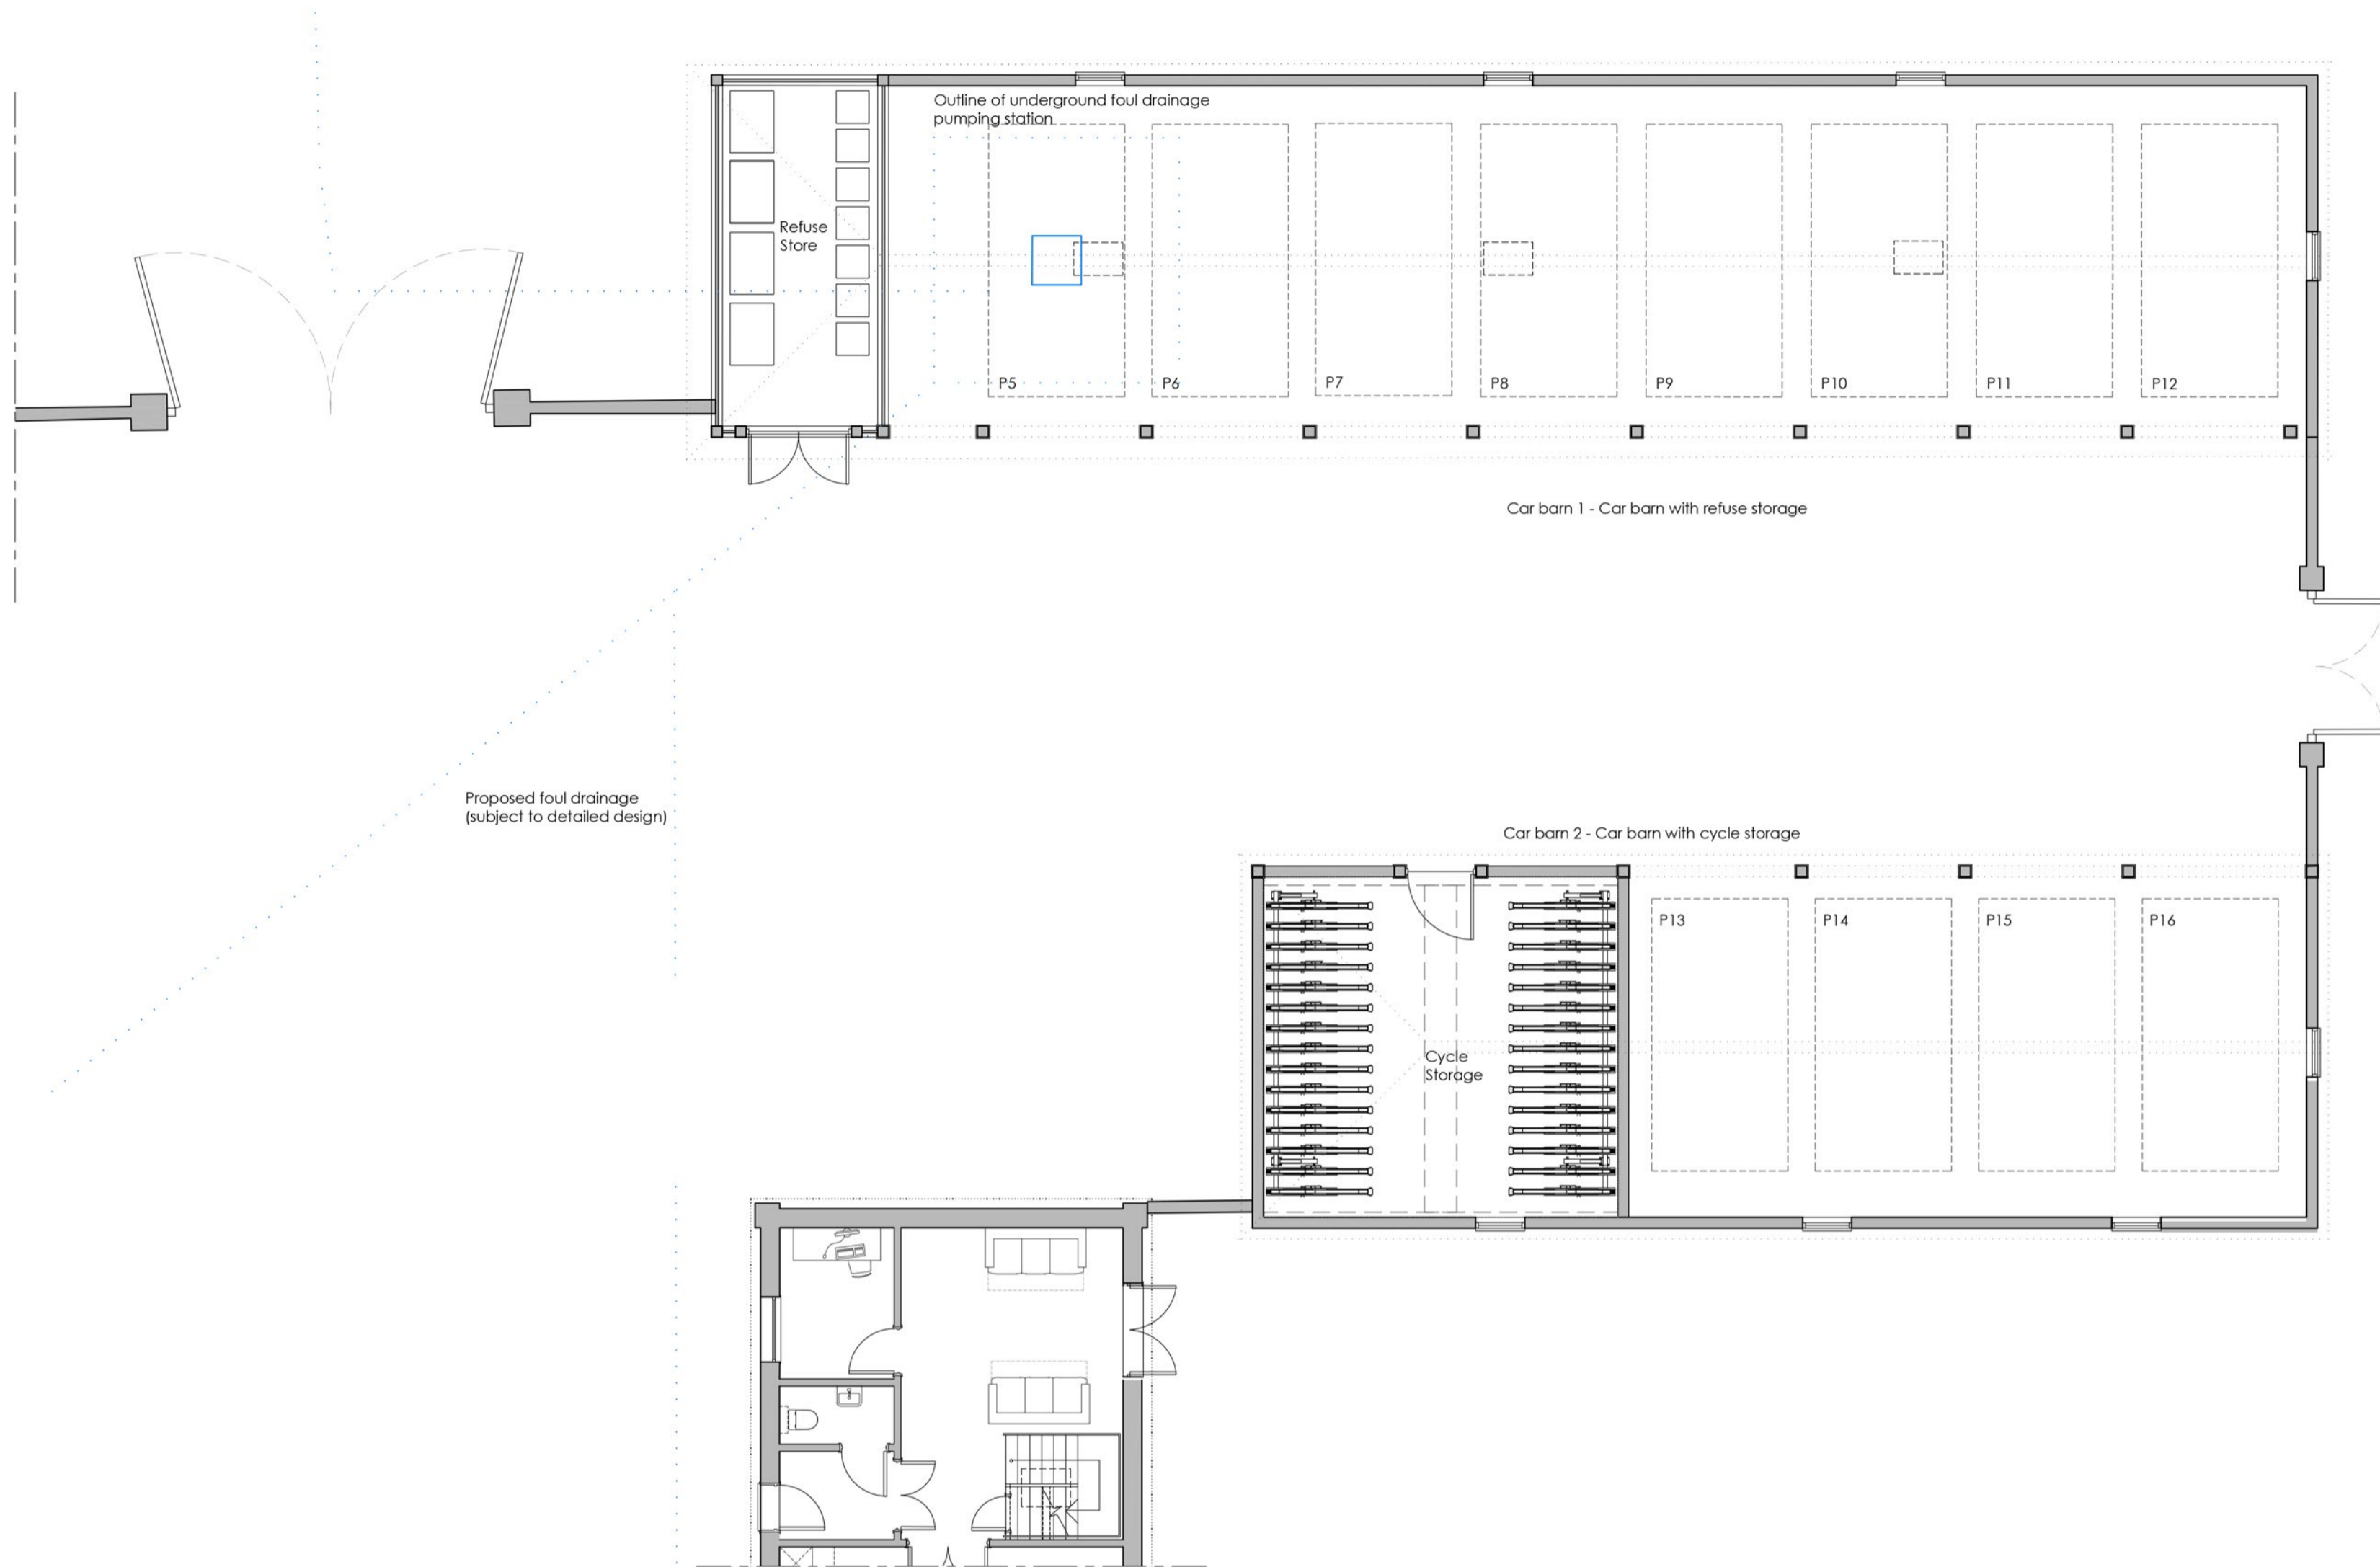 Outline of underground foul drainage
pumping station
Refuse
Store
P5
P6
P7
P8
P9
P10
P11
P12
Car barn 1 - Car barn with refuse storage
Proposed foul drainage
(subject to detailed design)
Car barn 2 - Car barn with cycle storage
P13
P14
P15
P16
Cycle
Storage